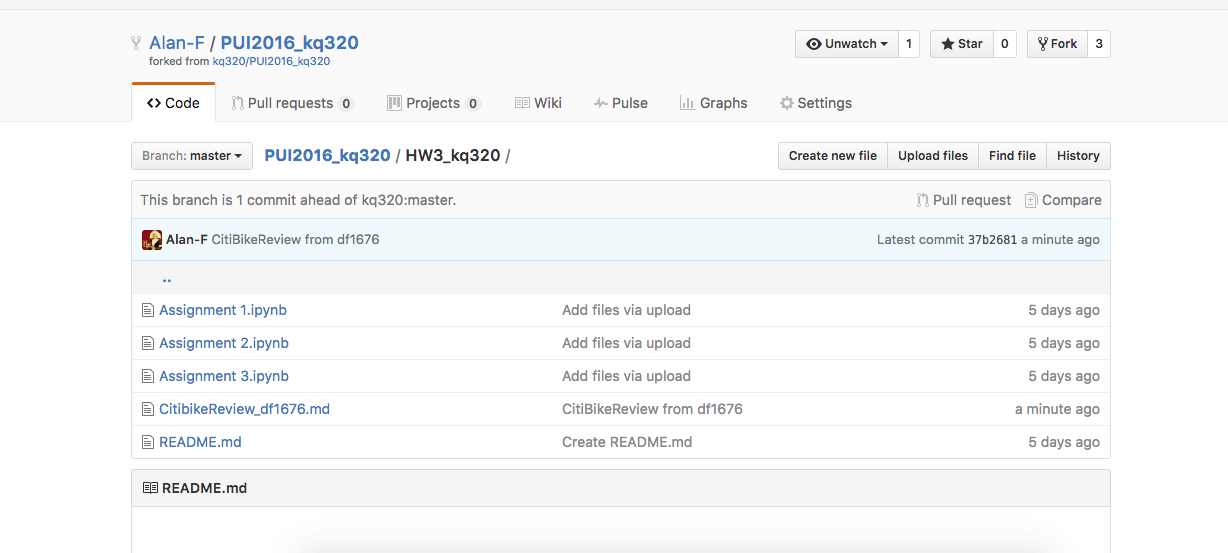 Alan-F / PUI2016_kq320 Unwatch 1 Star 0 Fork 3
forked from kq320/PUI2016_kq320
Code Pull requests 0 Projects 0 Wiki Pulse Graphs Settings
Branch: master PUI2016_kq320 / HW3_kq320 / Create new file Upload files Find file History
This branch is 1 commit ahead of kq320:master. Pull request Compare
Alan-F CitiBikeReview from df1676 Latest commit 37b2681 a minute ago
..
Assignment 1.ipynb Add files via upload 5 days ago
Assignment 2.ipynb Add files via upload 5 days ago
Assignment 3.ipynb Add files via upload 5 days ago
CitibikeReview_df1676.md CitiBikeReview from df1676 a minute ago
README.md Create README.md 5 days ago
README.md